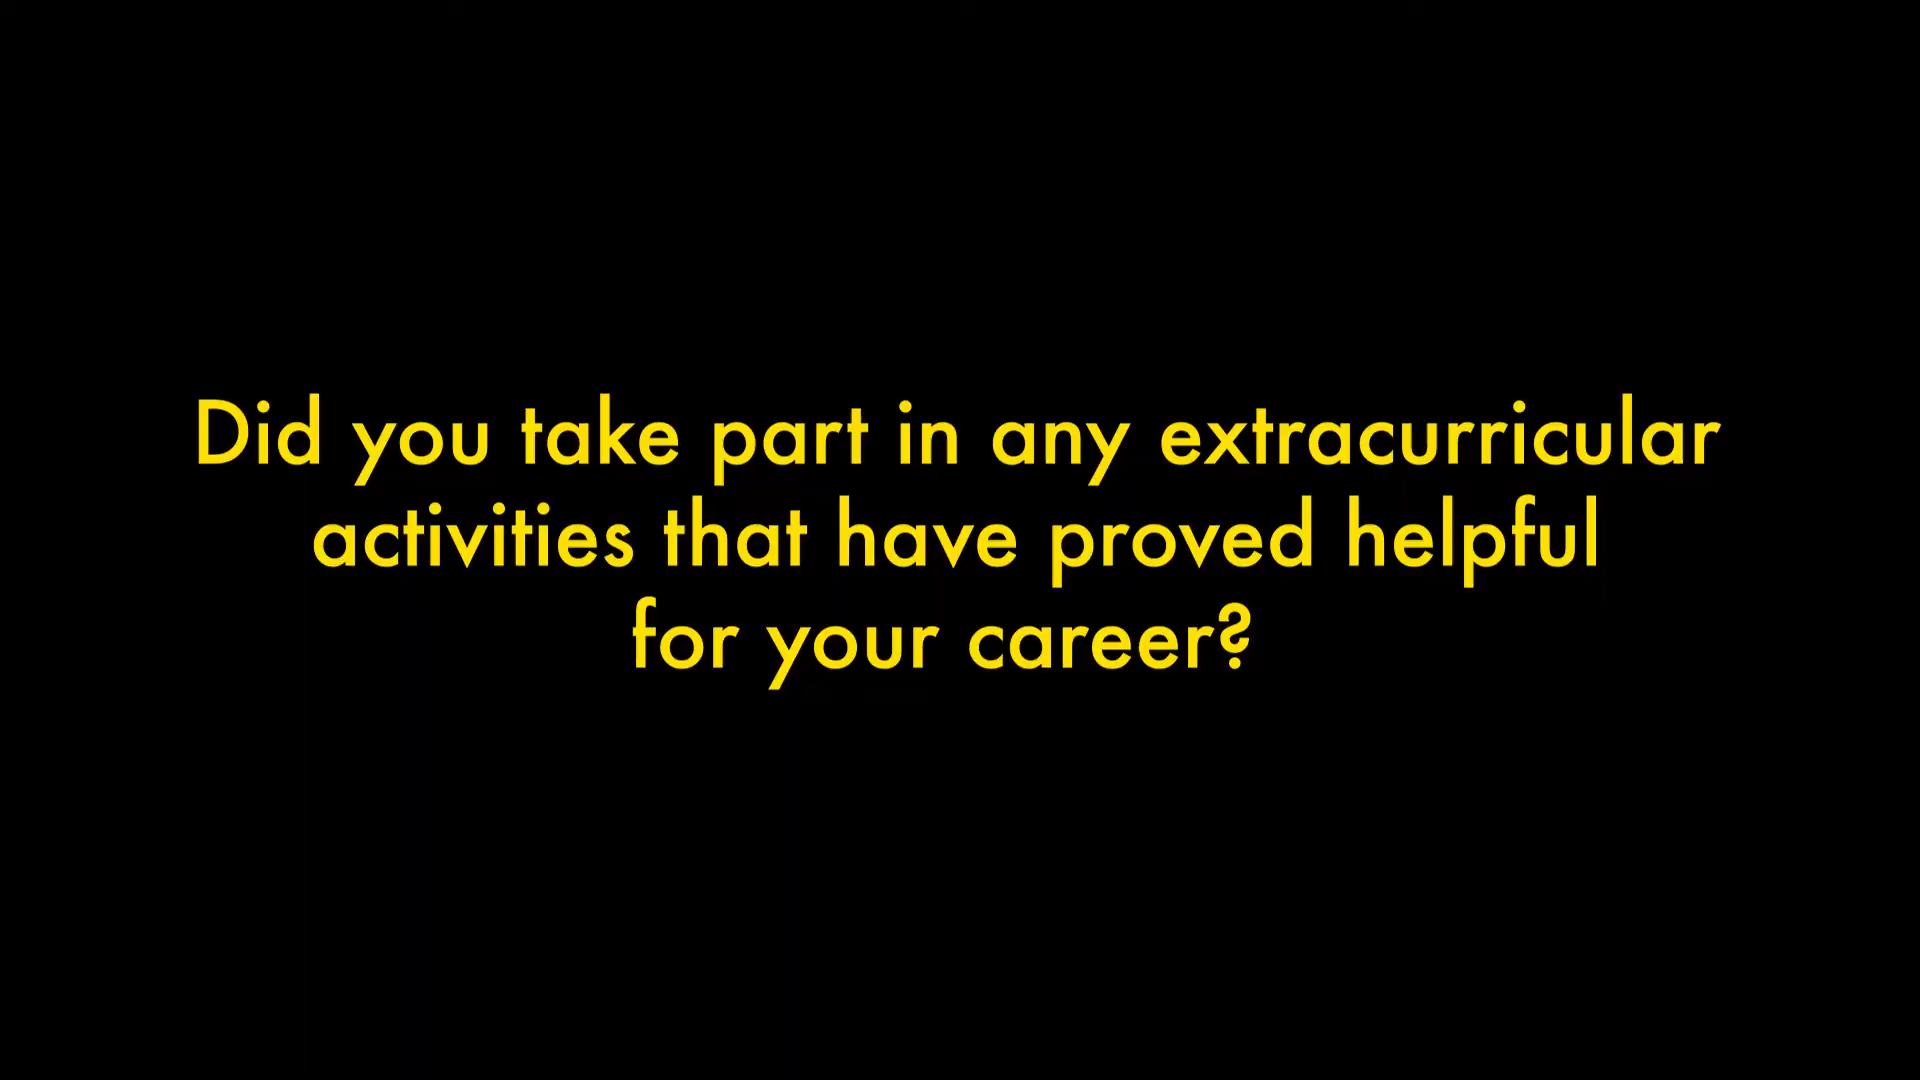 Did you take part in any extracurricular
activities that have proved helpful
for your career?